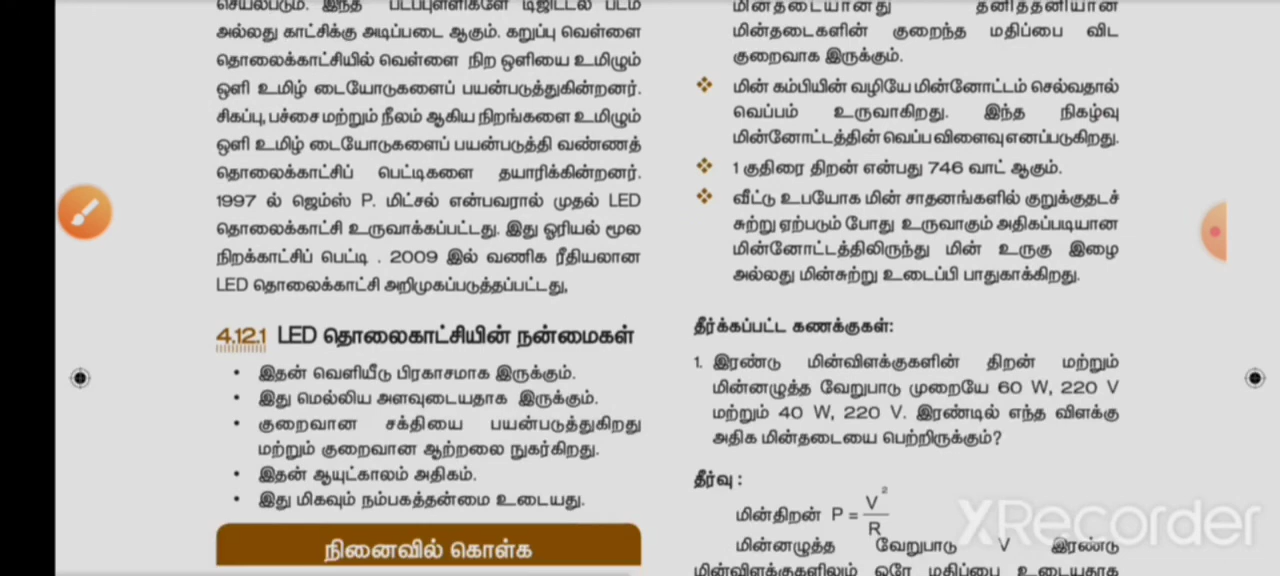 செயல்படும். இந்த படப்புள்ளிகளே டிஜிட்டல் படம்
அல்லது காட்சிக்கு அடிப்படை ஆகும். கறுப்பு வெள்ளை
தொலைக்காட்சியில் வெள்ளை நிற ஒளியை உமிழும்
ஒளி உமிழ் டையோடுகளைப் பயன்படுத்துகின்றனர்.
சிகப்பு, பச்சை மற்றும் நீலம் ஆகிய நிறங்களை உமிழும்
ஒளி உமிழ் டையோடுகளைப் பயன்படுத்தி வண்ணத்
தொலைக்காட்சிப் பெட்டிகளை தயாரிக்கின்றனர்.
1997 ல் ஜெம்ஸ் P. மிட்சல் என்பவரால் முதல் LED
தொலைக்காட்சி உருவாக்கப்பட்டது. இது ஓரியல் மூல
நிறக்காட்சிப் பெட்டி . 2009 இல் வணிக ரீதியலான
LED தொலைக்காட்சி அறிமுகப்படுத்தப்பட்டது,
4.12.1 LED தொலைகாட்சியின் நன்மைகள்
• இதன் வெளியீடு பிரகாசமாக இருக்கும்.
• இது மெல்லிய அளவுடையதாக இருக்கும்.
• குறைவான சக்தியை பயன்படுத்துகிறது
மற்றும் குறைவான ஆற்றலை நுகர்கிறது.
• இதன் ஆயுட்காலம் அதிகம்.
• இது மிகவும் நம்பகத்தன்மை உடையது.
நினைவில் கொள்க
மின்தடையானது தனித்தனியான
மின்தடைகளின் குறைந்த மதிப்பை விட
குறைவாக இருக்கும்.
❖ மின் கம்பியின் வழியே மின்னோட்டம் செல்வதால்
வெப்பம் உருவாகிறது. இந்த நிகழ்வு
மின்னோட்டத்தின் வெப்ப விளைவு எனப்படுகிறது.
❖ 1 குதிரை திறன் என்பது 746 வாட் ஆகும்.
❖ வீட்டு உபயோக மின் சாதனங்களில் குறுக்குதடச்
சுற்று ஏற்படும் போது உருவாகும் அதிகப்படியான
மின்னோட்டத்திலிருந்து மின் உருகு இழை
அல்லது மின்சுற்று உடைப்பி பாதுகாக்கிறது.
தீர்க்கப்பட்ட கணக்குகள்:
1. இரண்டு மின்விளக்குகளின் திறன் மற்றும்
மின்னழுத்த வேறுபாடு முறையே 60 W, 220 V
மற்றும் 40 W, 220 V. இரண்டில் எந்த விளக்கு
அதிக மின்தடையை பெற்றிருக்கும்?
தீர்வு :
மின்திறன் P = V²/R
மின்னழுத்த வேறுபாடு V இரண்டு
மின்விளக்குகளிலும் ஒரே மதிப்பை உடையதாக
XRecorder